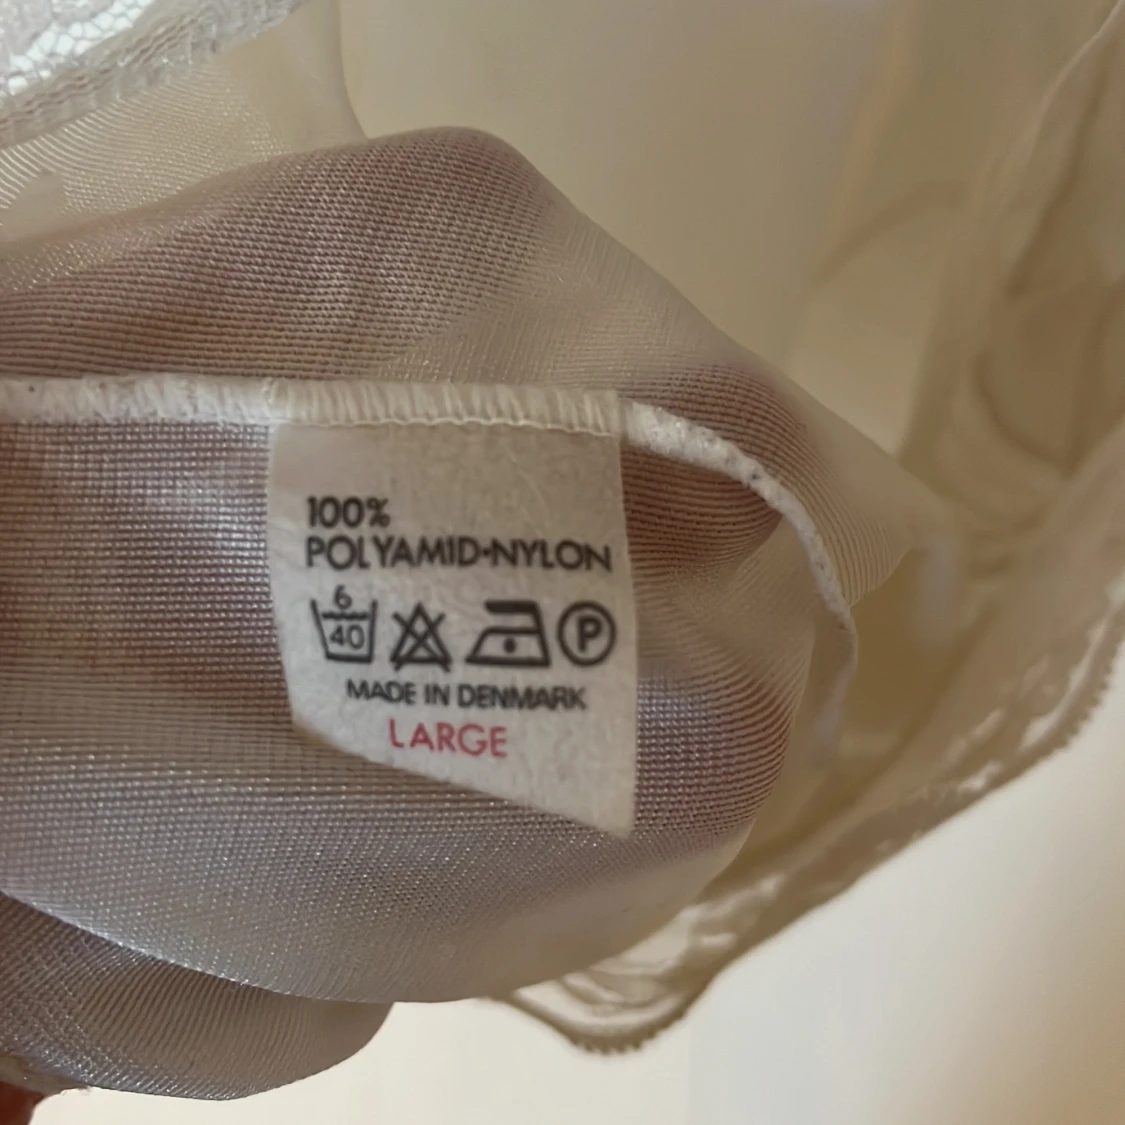 100%
POLYAMID-NYLON
6
40 P
MADE IN DENMARK
LARGE